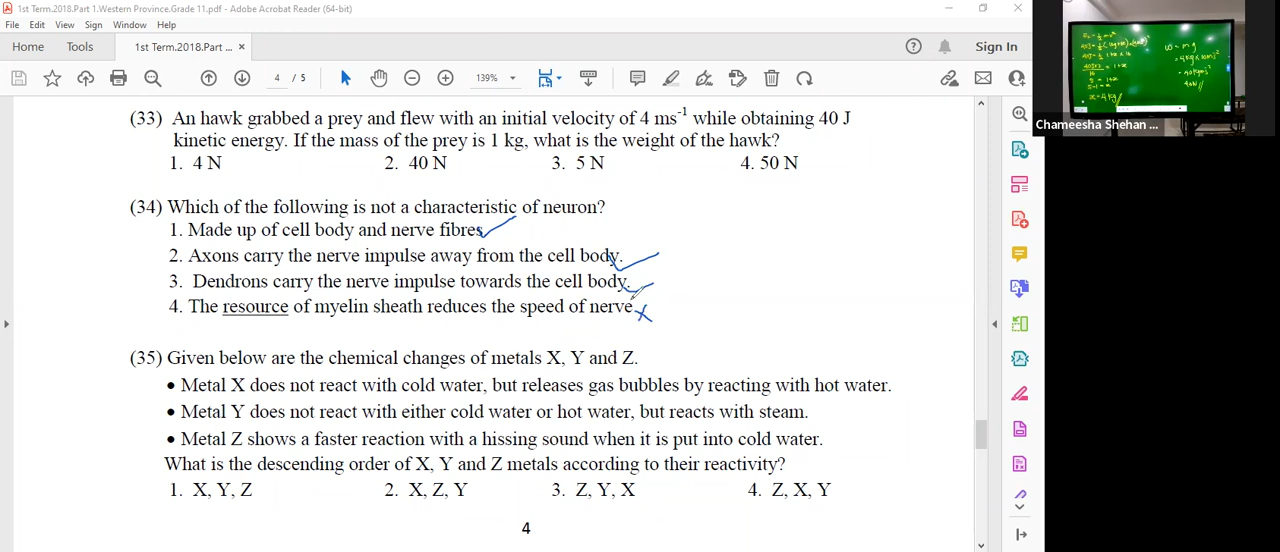 1st Term.2018.Part 1.Western Province.Grade 11.pdf - Adobe Acrobat Reader (64-bit)
File Edit View Sign Window Help
Home Tools 1st Term.2018.Part ... × Sign In
4 / 5 139%
(33) An hawk grabbed a prey and flew with an initial velocity of 4 ms⁻¹ while obtaining 40 J
kinetic energy. If the mass of the prey is 1 kg, what is the weight of the hawk?
1. 4 N 2. 40 N 3. 5 N 4. 50 N
(34) Which of the following is not a characteristic of neuron?
1. Made up of cell body and nerve fibres
2. Axons carry the nerve impulse away from the cell body.
3. Dendrons carry the nerve impulse towards the cell body.
4. The resource of myelin sheath reduces the speed of nerve.
(35) Given below are the chemical changes of metals X, Y and Z.
• Metal X does not react with cold water, but releases gas bubbles by reacting with hot water.
• Metal Y does not react with either cold water or hot water, but reacts with steam.
• Metal Z shows a faster reaction with a hissing sound when it is put into cold water.
What is the descending order of X, Y and Z metals according to their reactivity?
1. X, Y, Z 2. X, Z, Y 3. Z, Y, X 4. Z, X, Y
4
w = mg
Chameesha Shehan ...